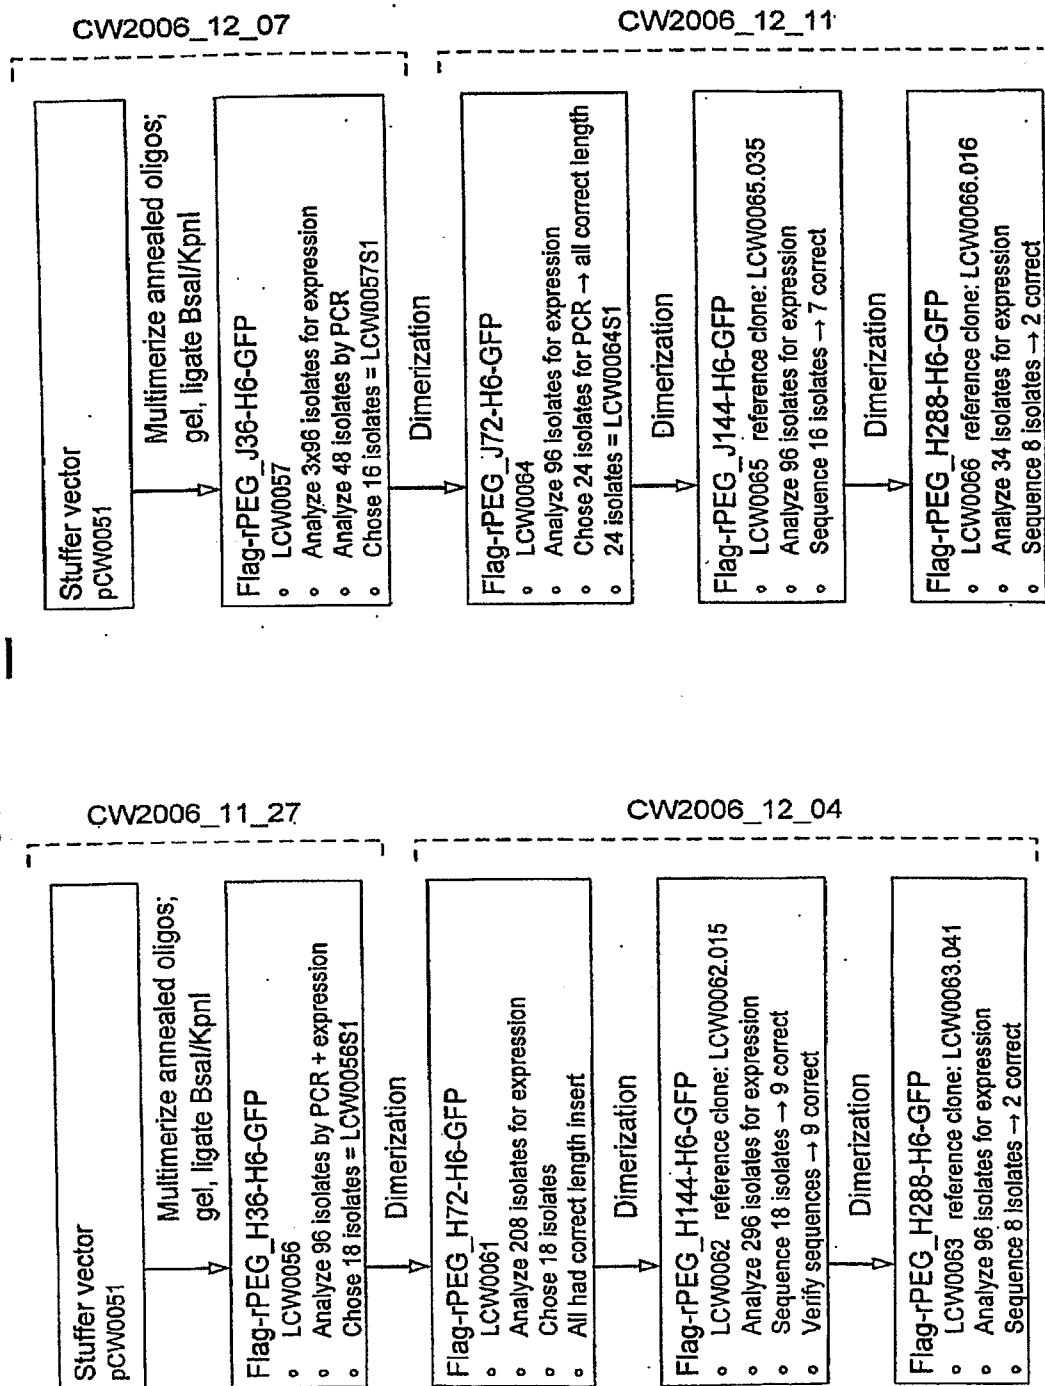 CW2006_11_27
Stuffer vector
pCW0051
Multimerize annealed oligos;
gel, ligate BsaI/KpnI
Flag-rPEG_H36-H6-GFP
LCW0056
Analyze 96 isolates by PCR + expression
Chose 18 isolates = LCW0056S1
Dimerization
CW2006_12_04
Flag-rPEG_H72-H6-GFP
LCW0061
Analyze 208 isolates for expression
Chose 18 isolates
All had correct length insert
Dimerization
Flag-rPEG_H144-H6-GFP
LCW0062 reference clone: LCW0062.015
Analyze 296 isolates for expression
Sequence 18 isolates → 9 correct
Verify sequences → 9 correct
Dimerization
Flag-rPEG_H288-H6-GFP
LCW0063 reference clone: LCW0063.041
Analyze 96 isolates for expression
Sequence 8 isolates → 2 correct
CW2006_12_07
Stuffer vector
pCW0051
Multimerize annealed oligos;
gel, ligate BsaI/KpnI
Flag-rPEG_J36-H6-GFP
LCW0057
Analyze 3x96 isolates for expression
Analyze 48 isolates by PCR
Chose 16 isolates = LCW0057S1
Dimerization
CW2006_12_11
Flag-rPEG_J72-H6-GFP
LCW0064
Analyze 96 isolates for expression
Chose 24 isolates for PCR → all correct length
24 isolates = LCW0064S1
Dimerization
Flag-rPEG_J144-H6-GFP
LCW0065 reference clone: LCW0065.035
Analyze 96 isolates for expression
Sequence 16 isolates → 7 correct
Dimerization
Flag-rPEG_H288-H6-GFP
LCW0066 reference clone: LCW0066.016
Analyze 34 isolates for expression
Sequence 8 isolates → 2 correct